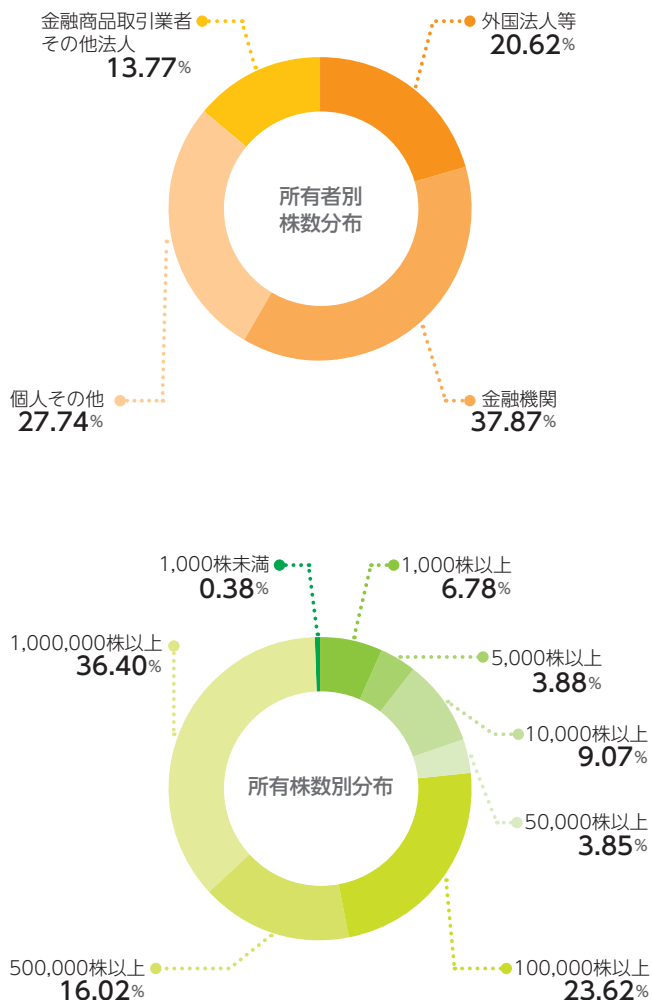 金融商品取引業者
その他法人
13.77%
外国法人等
20.62%
所有者別
株数分布
個人その他
27.74%
金融機関
37.87%
1,000株未満
0.38%
1,000株以上
6.78%
1,000,000株以上
36.40%
5,000株以上
3.88%
10,000株以上
9.07%
所有株数別分布
50,000株以上
3.85%
500,000株以上
16.02%
100,000株以上
23.62%